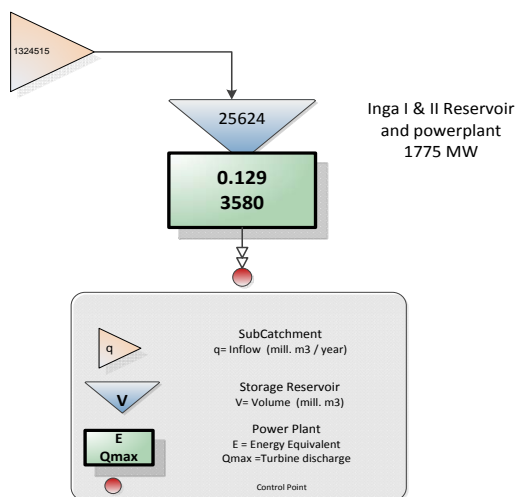 1324515
25624
Inga I & II Reservoir
and powerplant
1775 MW
0.129
3580
SubCatchment
q
q= Inflow (mill. m3 / year)
Storage Reservoir
V
V= Volume (mill. m3)
Power Plant
E
E = Energy Equivalent
Qmax
Qmax =Turbine discharge
Control Point